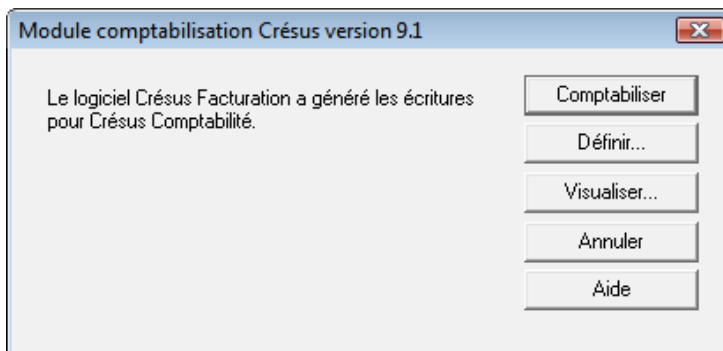 Module comptabilisation Crésus version 9.1
Le logiciel Crésus Facturation a généré les écritures
pour Crésus Comptabilité.
Comptabiliser
Définir...
Visualiser...
Annuler
Aide